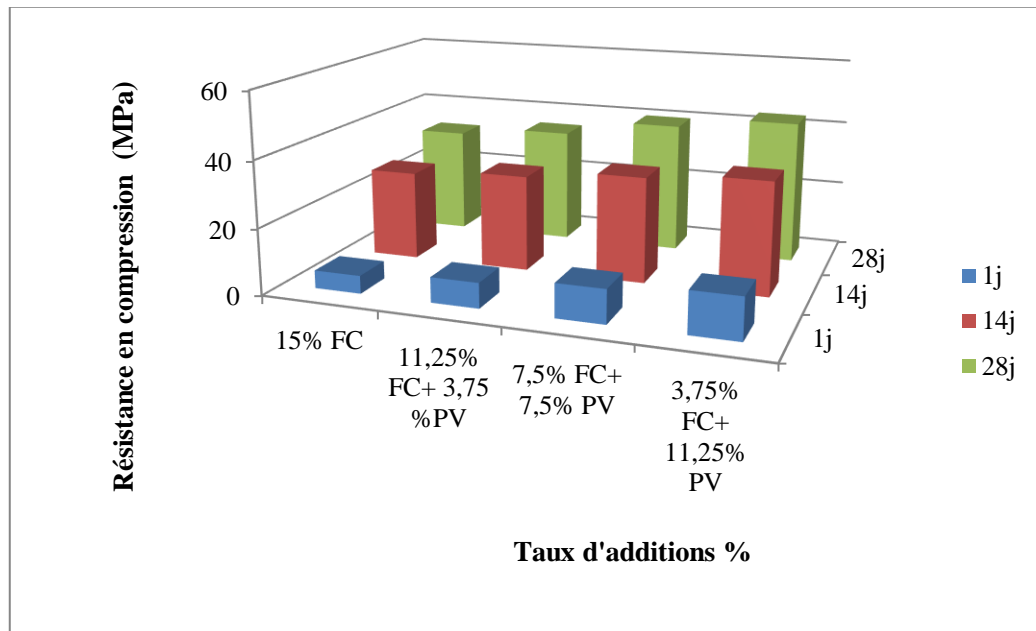 Résistance en compression (MPa)
60
40
20
0
15% FC
11,25%
FC+ 3,75
%PV
7,5% FC+
7,5% PV
3,75%
FC+
11,25%
PV
1j
14j
28j
1j
14j
28j
Taux d'additions %